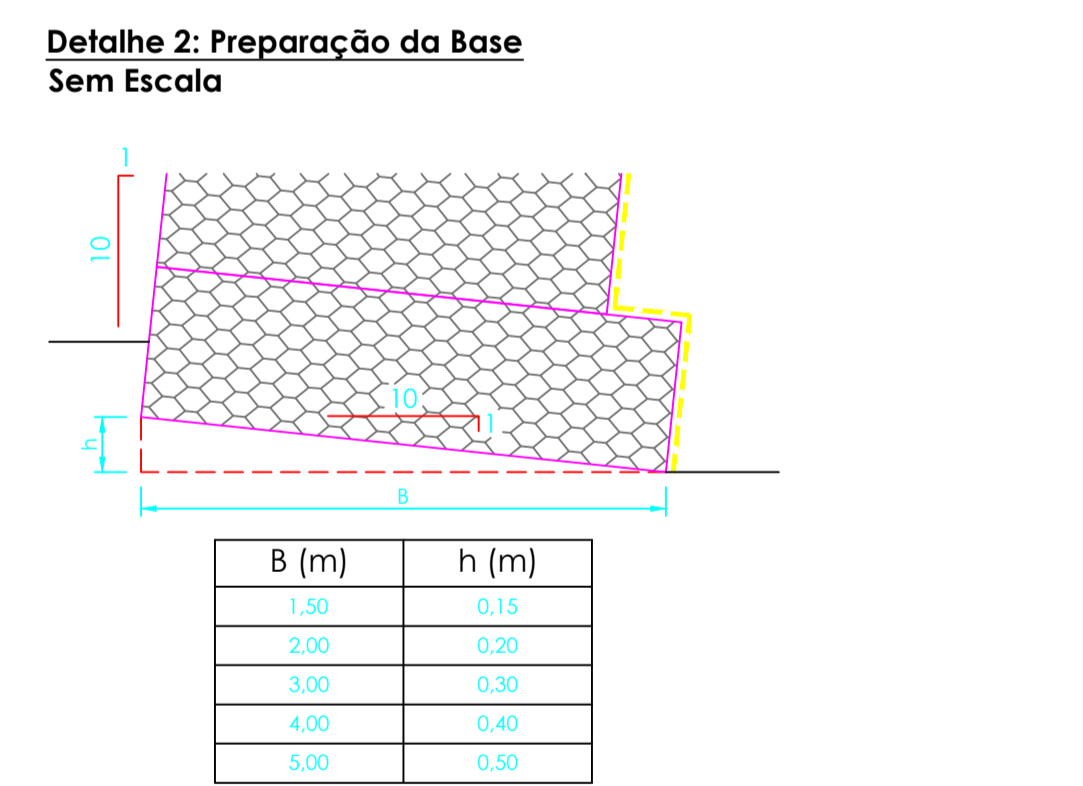 Detalhe 2: Preparação da Base
Sem Escala
1
10
10
1
h
B
B (m) h (m)
1,50 0,15
2,00 0,20
3,00 0,30
4,00 0,40
5,00 0,50